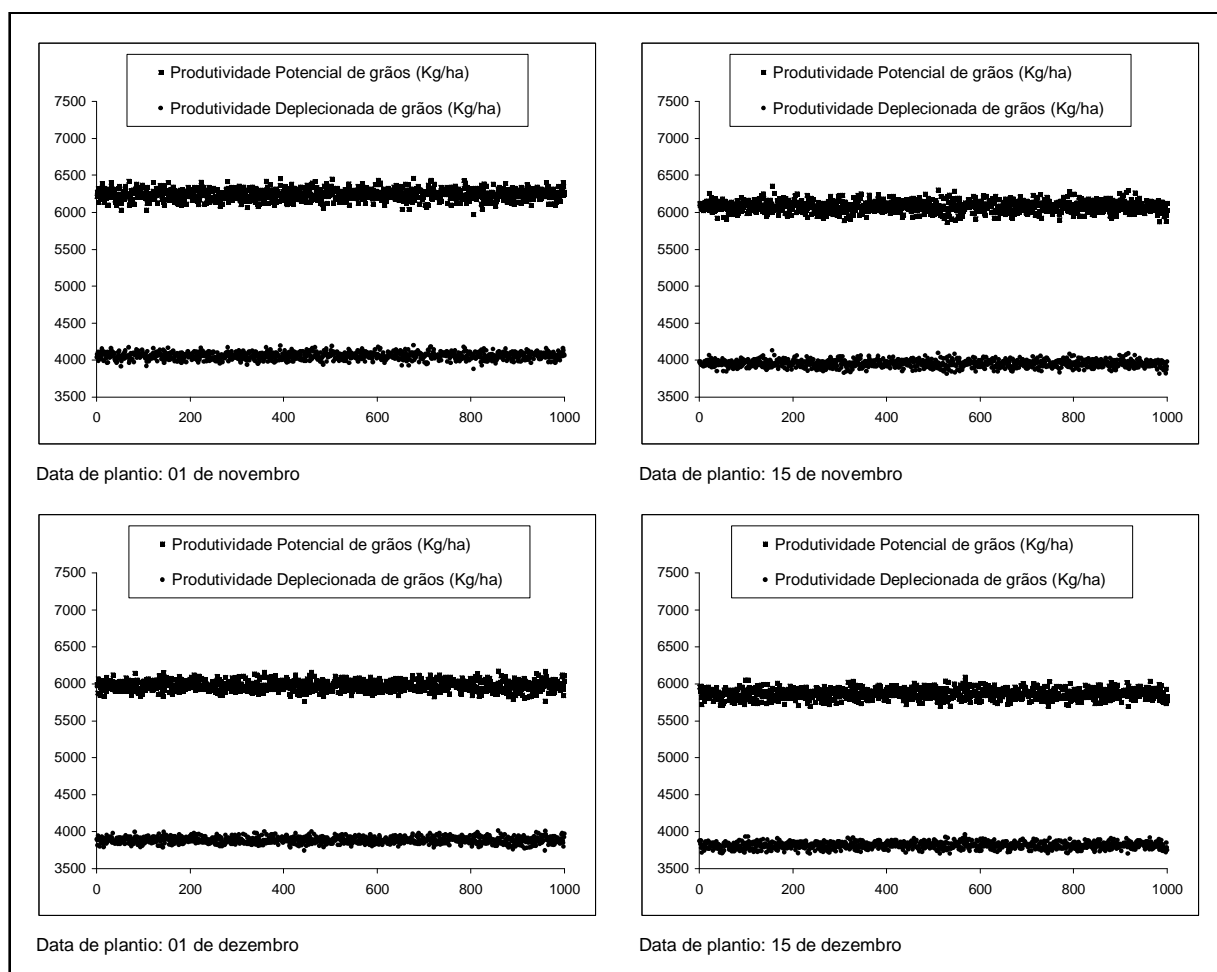 Produtividade Potencial de grãos (Kg/ha)
Produtividade Deplecionada de grãos (Kg/ha)
7500
7000
6500
6000
5500
5000
4500
4000
3500
0 200 400 600 800 1000
Data de plantio: 01 de novembro
Produtividade Potencial de grãos (Kg/ha)
Produtividade Deplecionada de grãos (Kg/ha)
7500
7000
6500
6000
5500
5000
4500
4000
3500
0 200 400 600 800 1000
Data de plantio: 15 de novembro
Produtividade Potencial de grãos (Kg/ha)
Produtividade Deplecionada de grãos (Kg/ha)
7500
7000
6500
6000
5500
5000
4500
4000
3500
0 200 400 600 800 1000
Data de plantio: 01 de dezembro
Produtividade Potencial de grãos (Kg/ha)
Produtividade Deplecionada de grãos (Kg/ha)
7500
7000
6500
6000
5500
5000
4500
4000
3500
0 200 400 600 800 1000
Data de plantio: 15 de dezembro